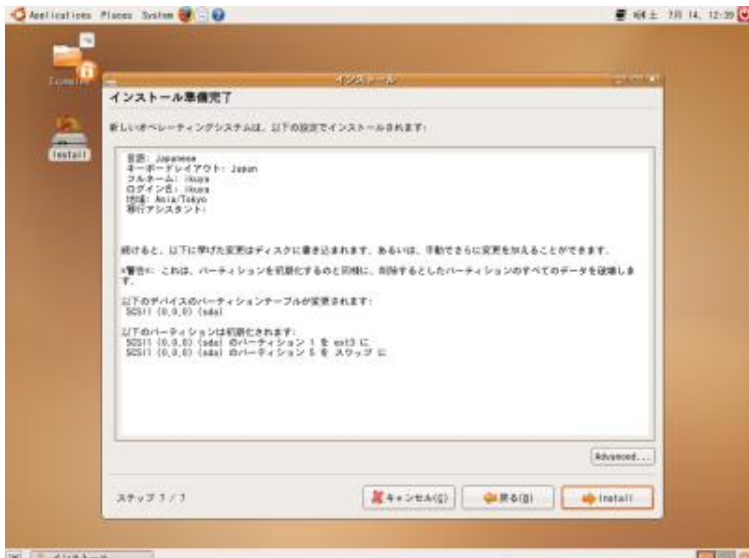 Applications Places System 土 7月 14, 12:39
インストール
Install
インストール準備完了
新しいオペレーティングシステムは、以下の設定でインストールされます:
言語: Japanese
キーボードレイアウト: Japan
フルネーム: ikuya
ログイン名: ikuya
地域: Asia/Tokyo
移行アシスタント:
続けると、以下に挙げた変更はディスクに書き込まれます。あるいは、手動でさらに変更を加えることができます。
*警告*: これは、パーティションを初期化するのと同様に、削除するとしたパーティションのすべてのデータを破壊しま
す。
以下のデバイスのパーティションテーブルが変更されます:
SCSI1 (0,0,0) (sda)
以下のパーティションは初期化されます:
SCSI1 (0,0,0) (sda) のパーティション 1 を ext3 に
SCSI1 (0,0,0) (sda) のパーティション 5 を スワップ に
Advanced...
ステップ 7 / 7
キャンセル(C) 戻る(B) Install
インストール